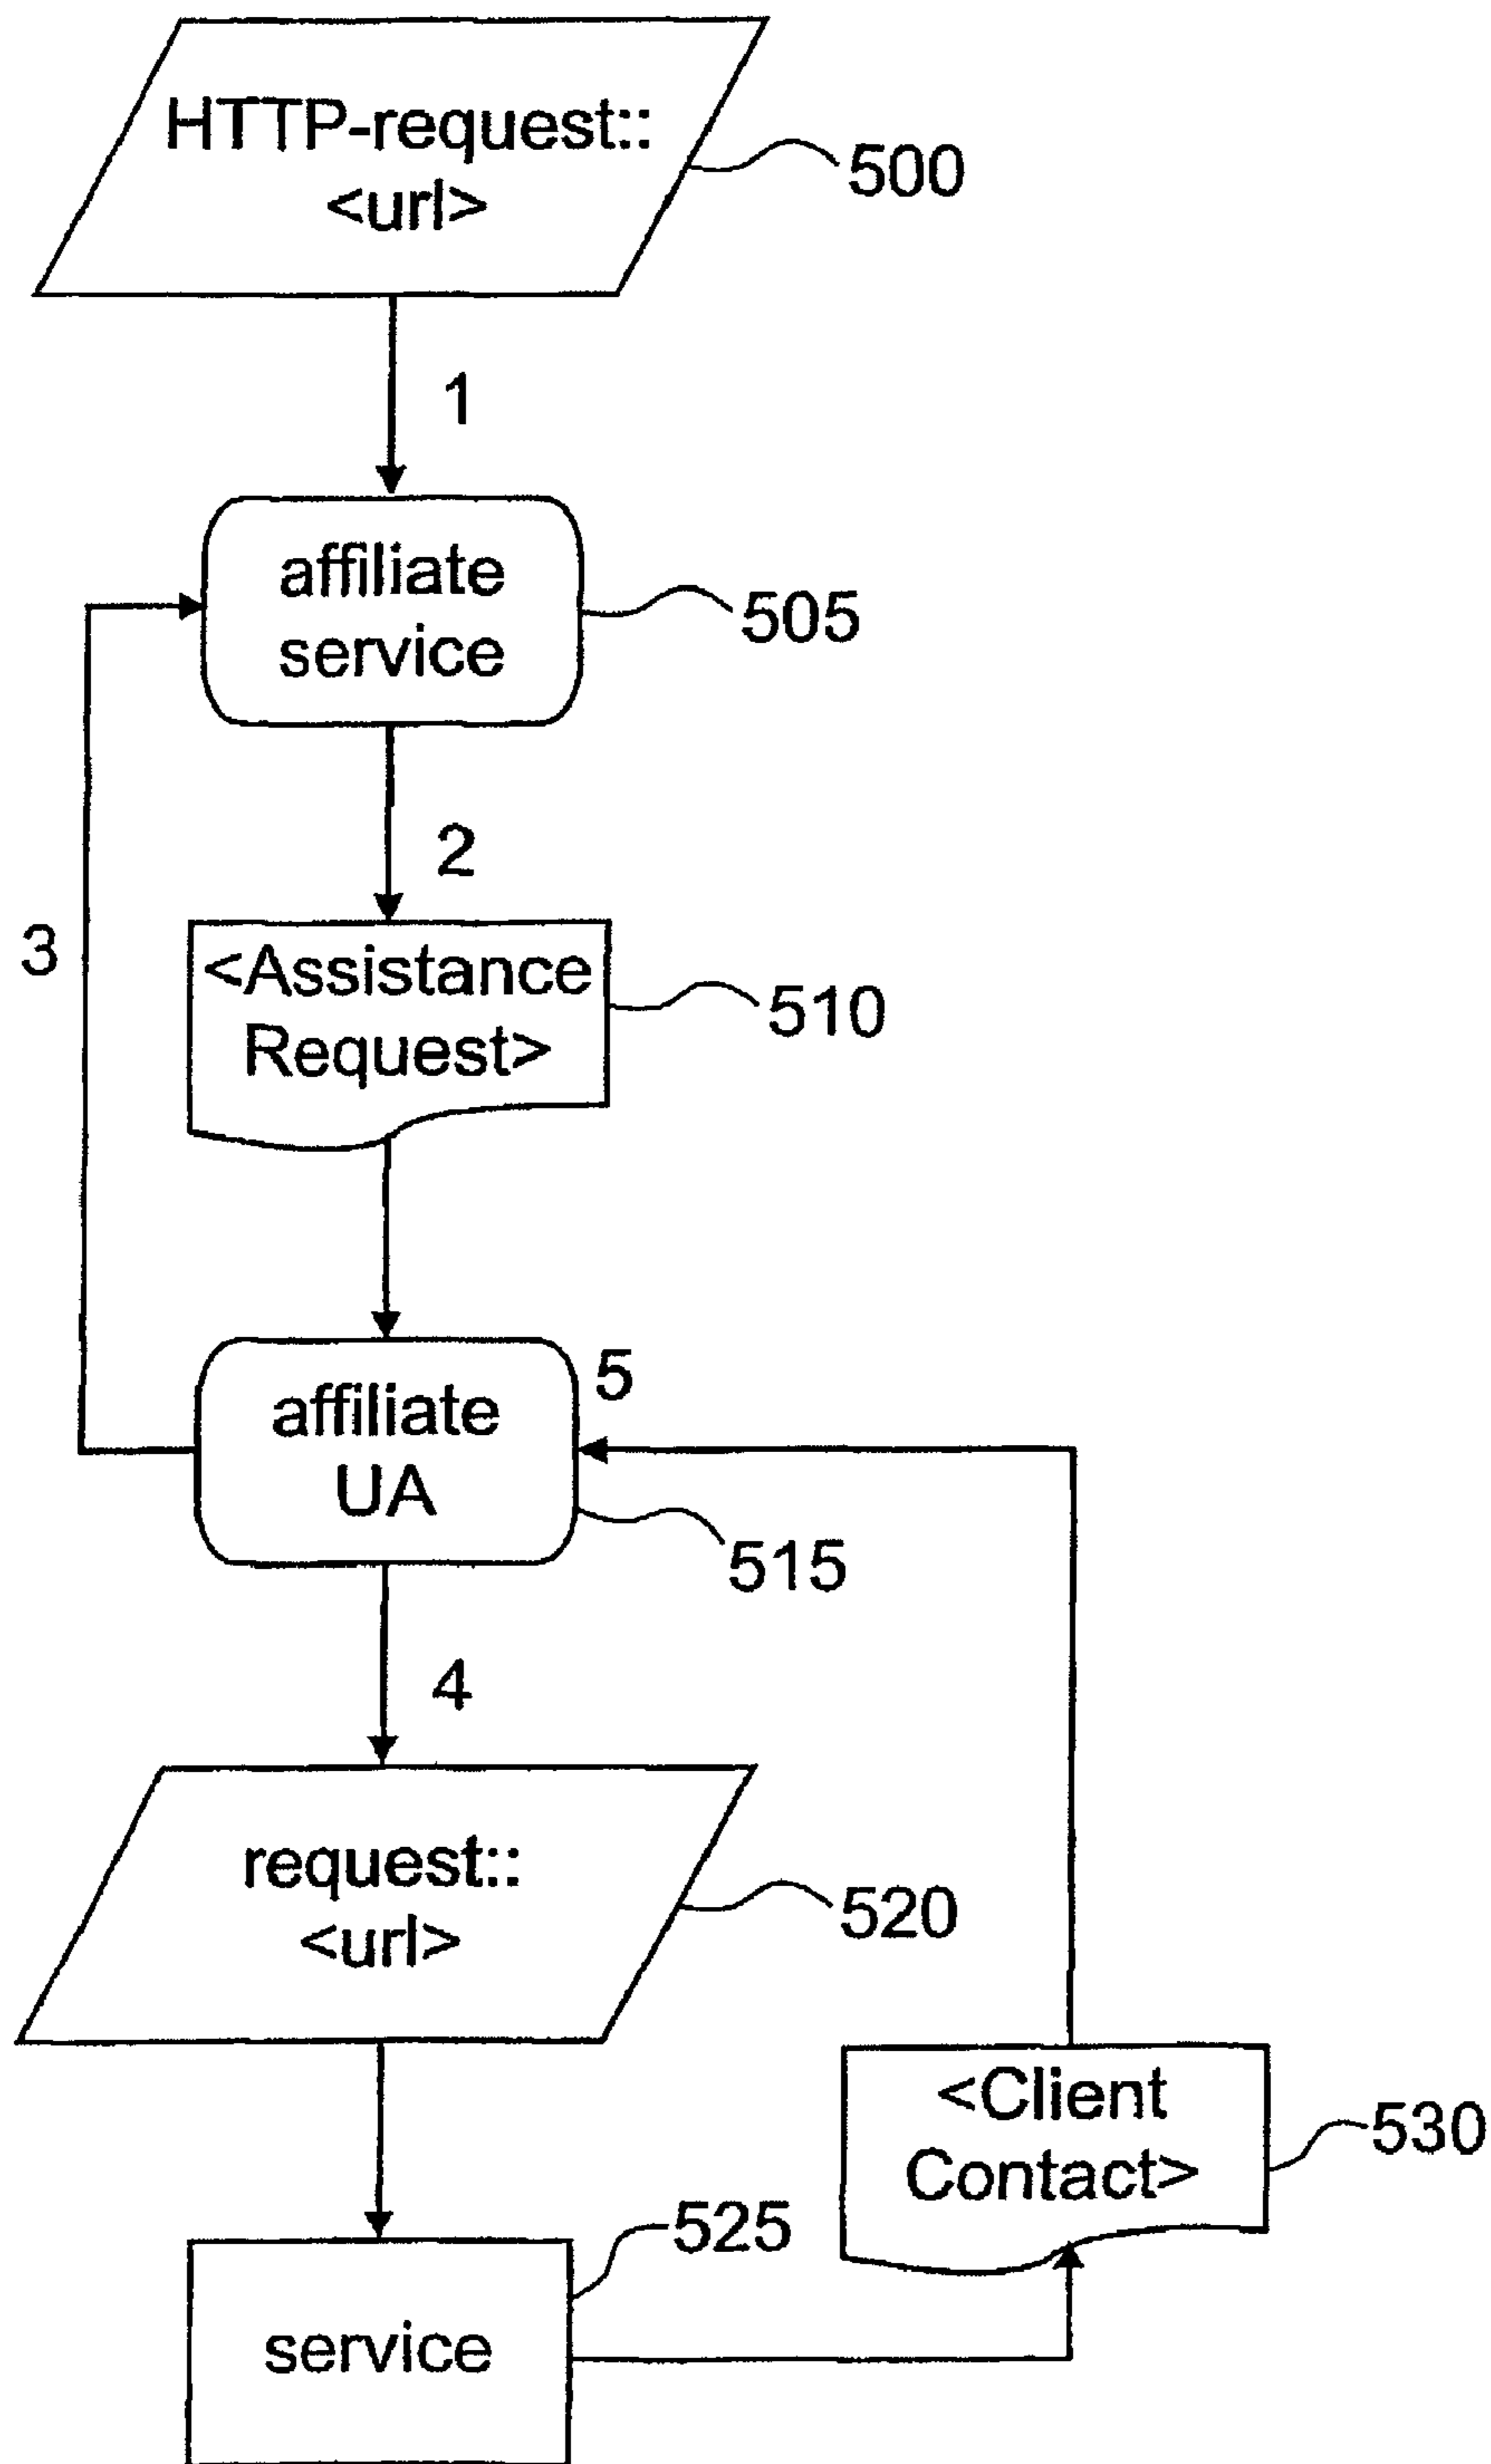 HTTP-request::
<url>
500
1
affiliate
service
505
2
3
<Assistance
Request>
510
5
affiliate
UA
515
4
request::
<url>
520
<Client
Contact>
530
525
service